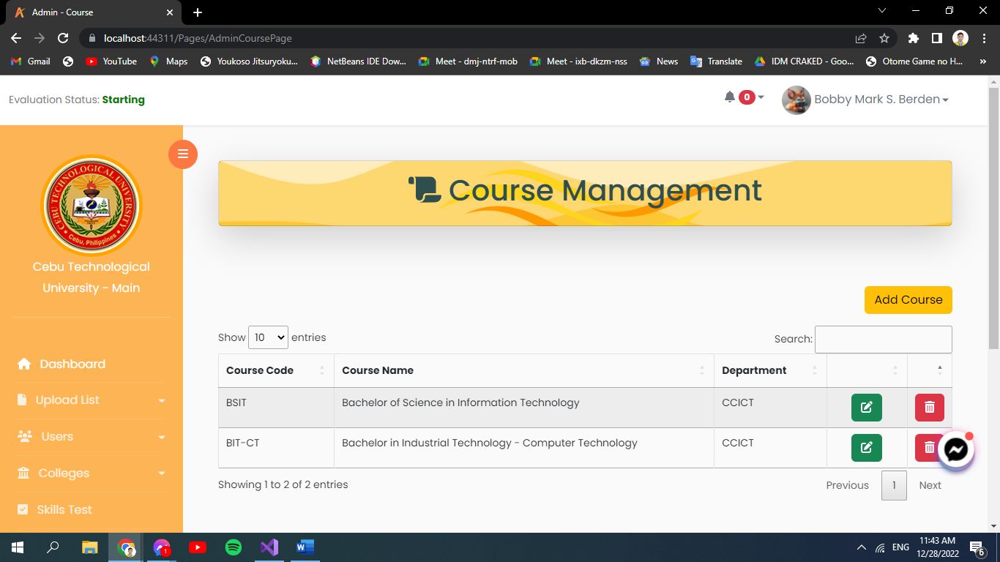 Admin - Course
localhost:44311/Pages/AdminCoursePage
Gmail
YouTube
Maps
Youkoso Jitsuryoku...
NetBeans IDE Dow...
Meet - dmj-ntrf-mob
Meet - ixb-dkzm-nss
News
Translate
IDM CRAKED - Goo...
Otome Game no H...
Evaluation Status: Starting
0
Bobby Mark S. Berden
CEBU TECHNOLOGICAL UNIVERSITY
Cebu, Philippines
Cebu Technological
University - Main
Dashboard
Upload List
Users
Colleges
Skills Test
Course Management
Add Course
Show 10 entries
Search:
Course Code Course Name Department
BSIT Bachelor of Science in Information Technology CCICT
BIT-CT Bachelor in Industrial Technology - Computer Technology CCICT
Showing 1 to 2 of 2 entries
Previous 1 Next
1
ENG
11:43 AM
12/28/2022
6